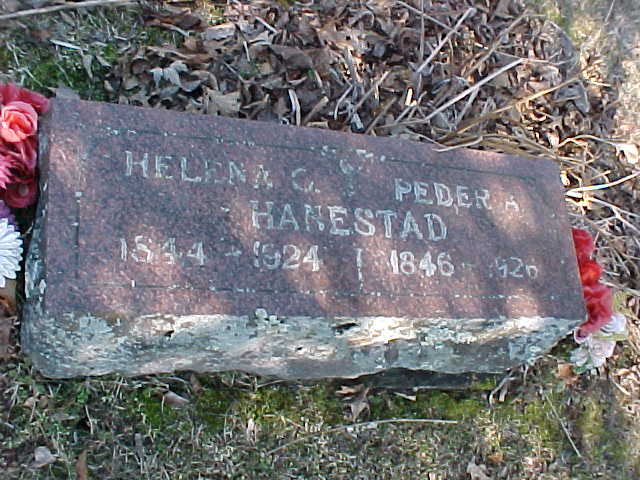 HELENA C. PEDER A.
HANESTAD
1844 - 1924 1846 - 1926